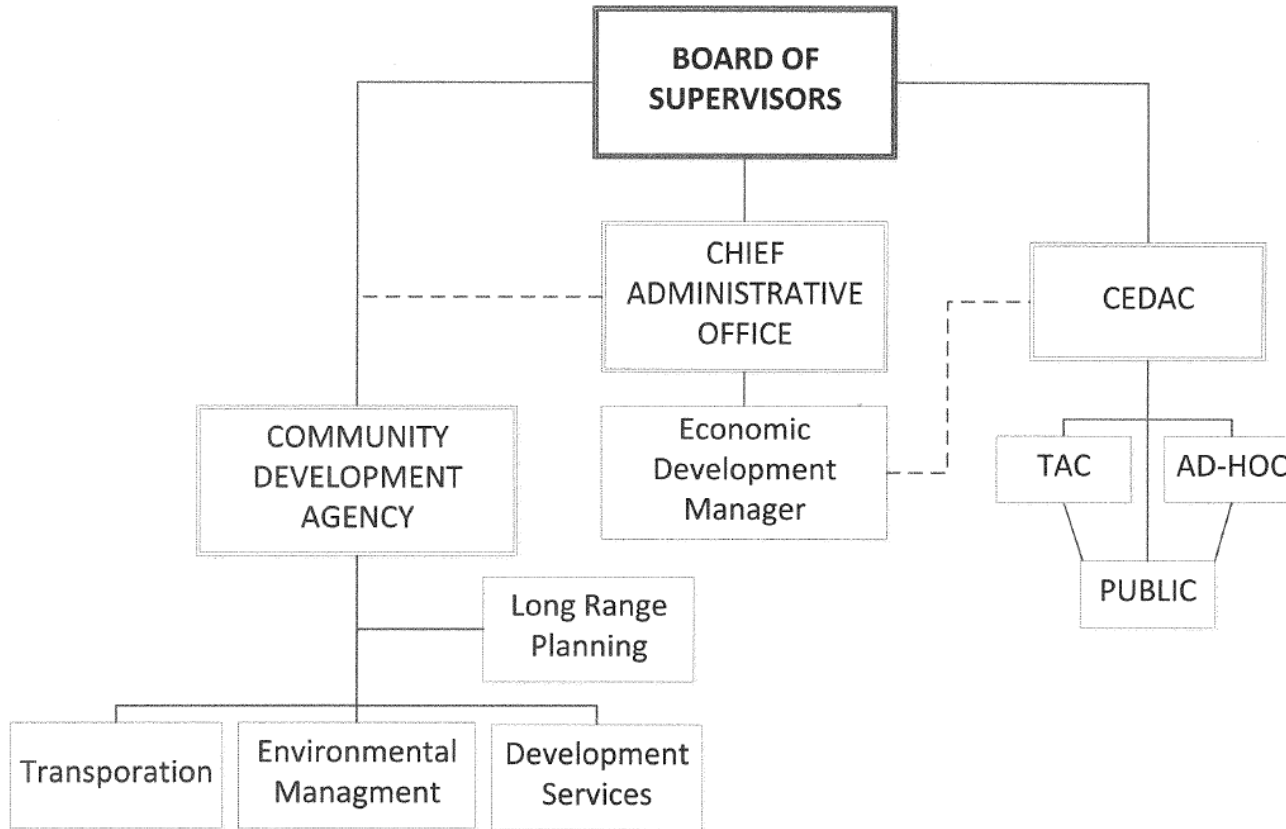 BOARD OF
SUPERVISORS
CHIEF
ADMINISTRATIVE
OFFICE
CEDAC
COMMUNITY
DEVELOPMENT
AGENCY
Economic
Development
Manager
TAC
AD-HOC
PUBLIC
Long Range
Planning
Transporation
Environmental
Managment
Development
Services